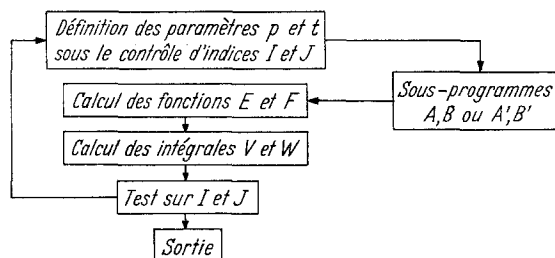 Définition des paramètres p et t
sous le contrôle d'indices I et J
Sous-programmes
A,B ou A',B'
Calcul des fonctions E et F
Calcul des intégrales V et W
Test sur I et J
Sortie